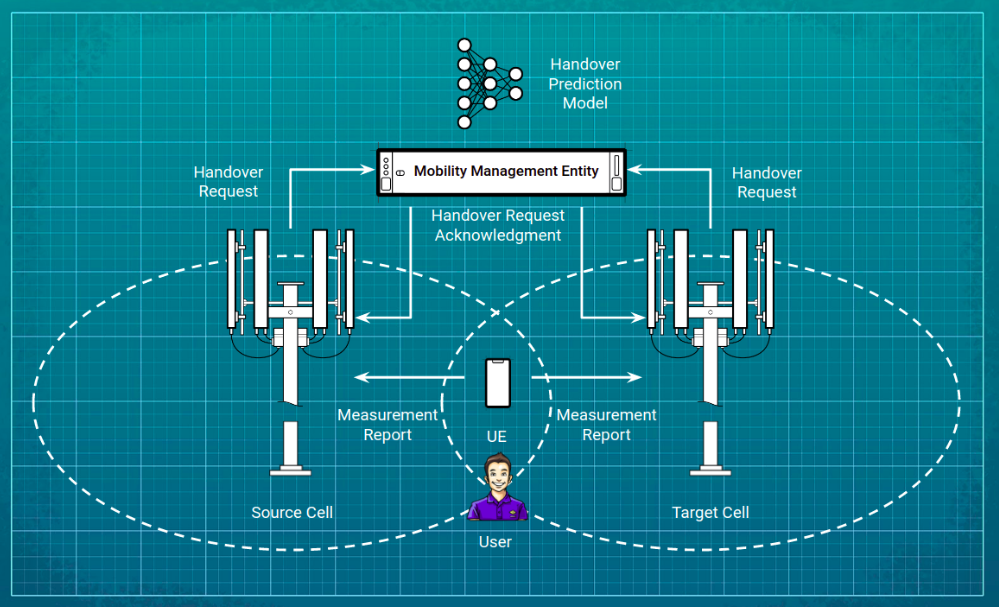 Handover
Prediction
Model
Mobility Management Entity
Handover
Request
Handover
Request
Handover Request
Acknowledgment
Measurement
Report
Measurement
Report
UE
Source Cell
Target Cell
User